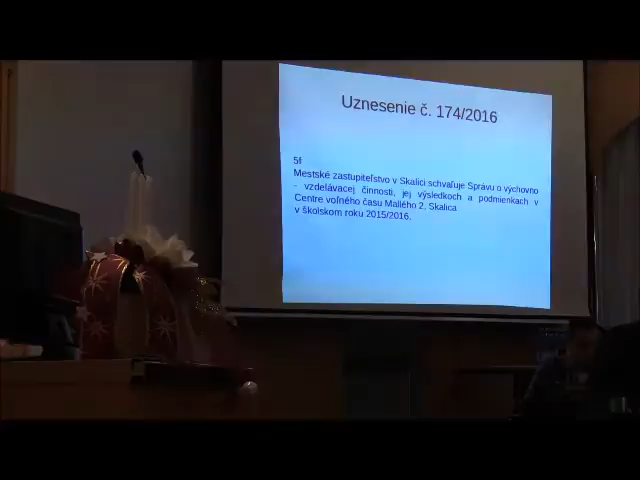 Uznesenie č. 174/2016
5f
Mestské zastupiteľstvo v Skalici schvaľuje Správu o výchovno
- vzdelávacej činnosti, jej výsledkoch a podmienkach v
Centre voľného času Mallého 2, Skalica
v školskom roku 2015/2016.